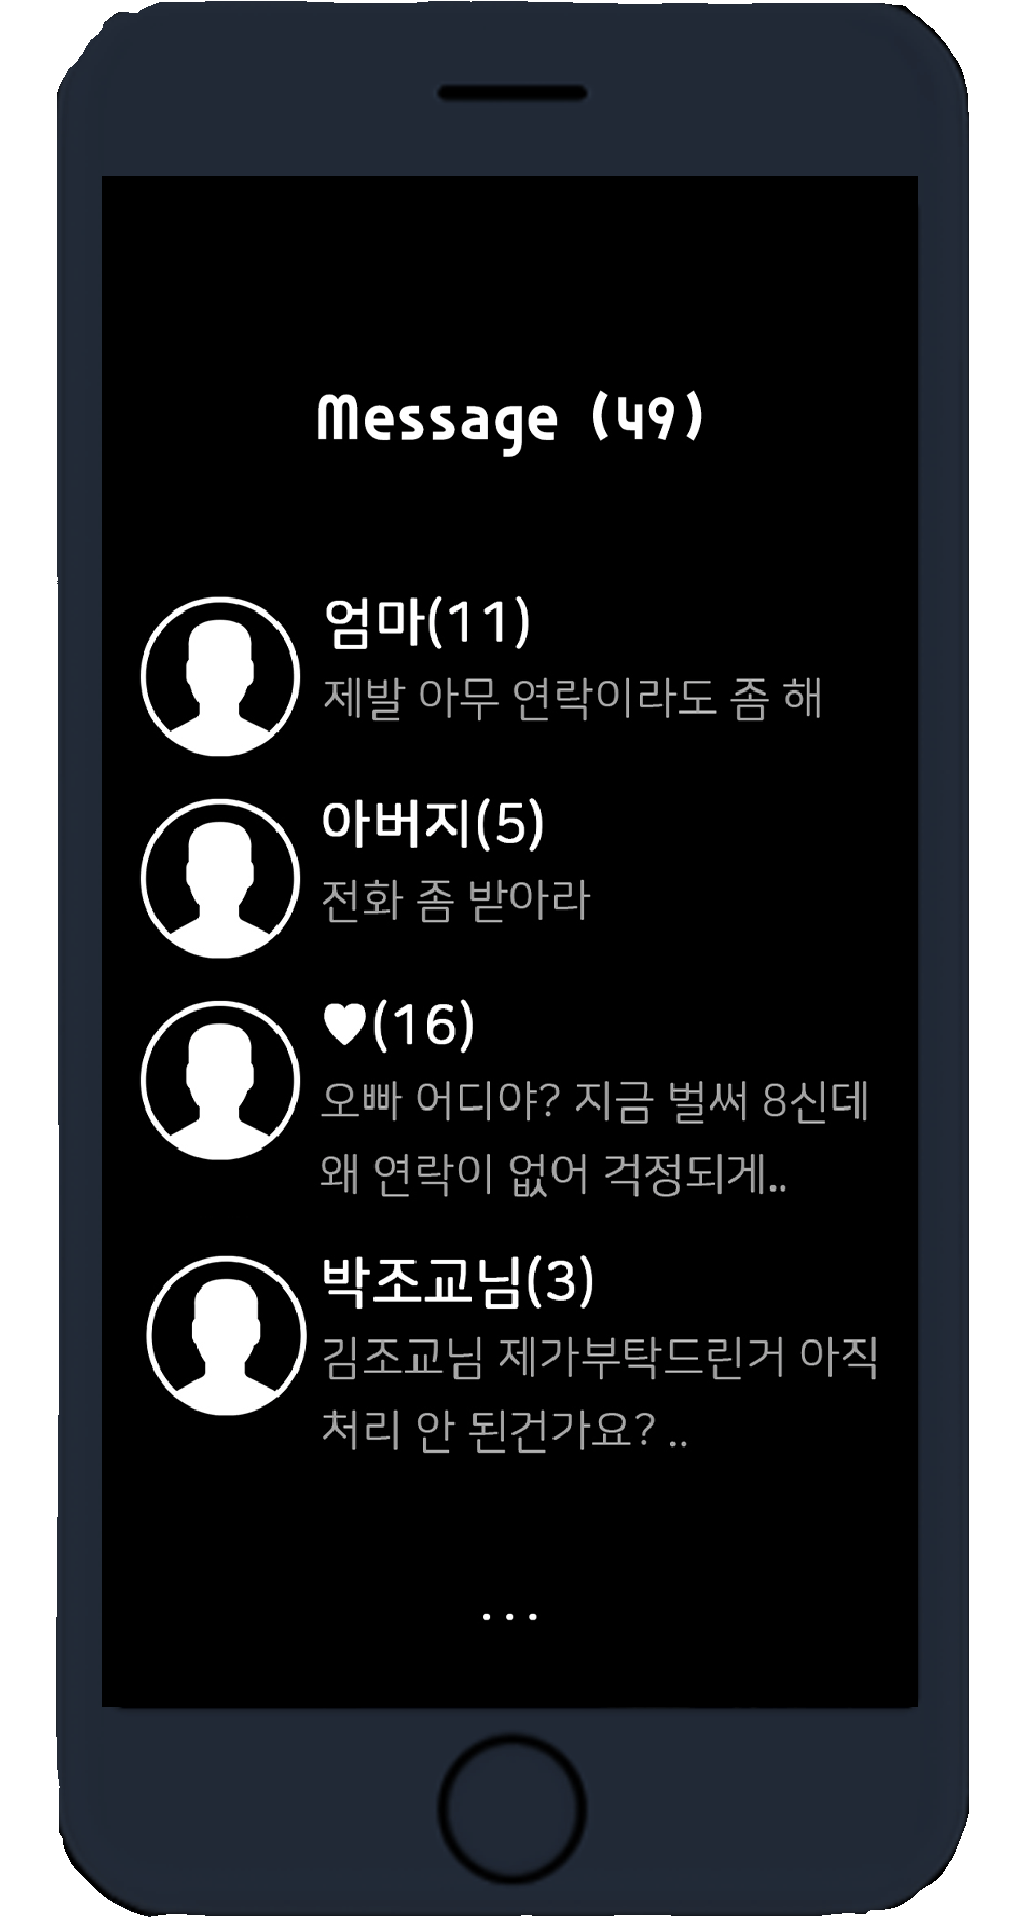 Message (49)
엄마(11)
제발 아무 연락이라도 좀 해
아버지(5)
전화 좀 받아라
♥(16)
오빠 어디야? 지금 벌써 8신데
왜 연락이 없어 걱정되게..
박조교님(3)
김조교님 제가부탁드린거 아직
처리 안 된건가요? ..
...